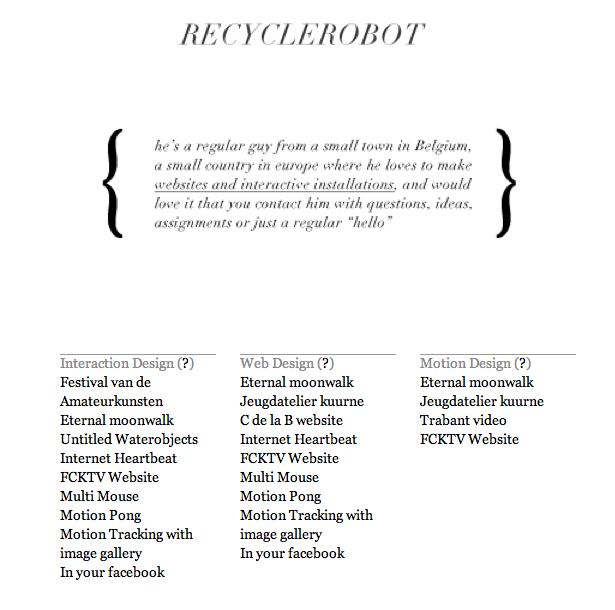 RECYCLEROBOT
he's a regular guy from a small town in Belgium,
a small country in europe where he loves to make
websites and interactive installations, and would
love it that you contact him with questions, ideas,
assignments or just a regular “hello”
Interaction Design (?)
Festival van de
Amateurkunsten
Eternal moonwalk
Untitled Waterobjects
Internet Heartbeat
FCKTV Website
Multi Mouse
Motion Pong
Motion Tracking with
image gallery
In your facebook
Web Design (?)
Eternal moonwalk
Jeugdatelier kuurne
C de la B website
Internet Heartbeat
FCKTV Website
Multi Mouse
Motion Pong
Motion Tracking with
image gallery
In your facebook
Motion Design (?)
Eternal moonwalk
Jeugdatelier kuurne
Trabant video
FCKTV Website